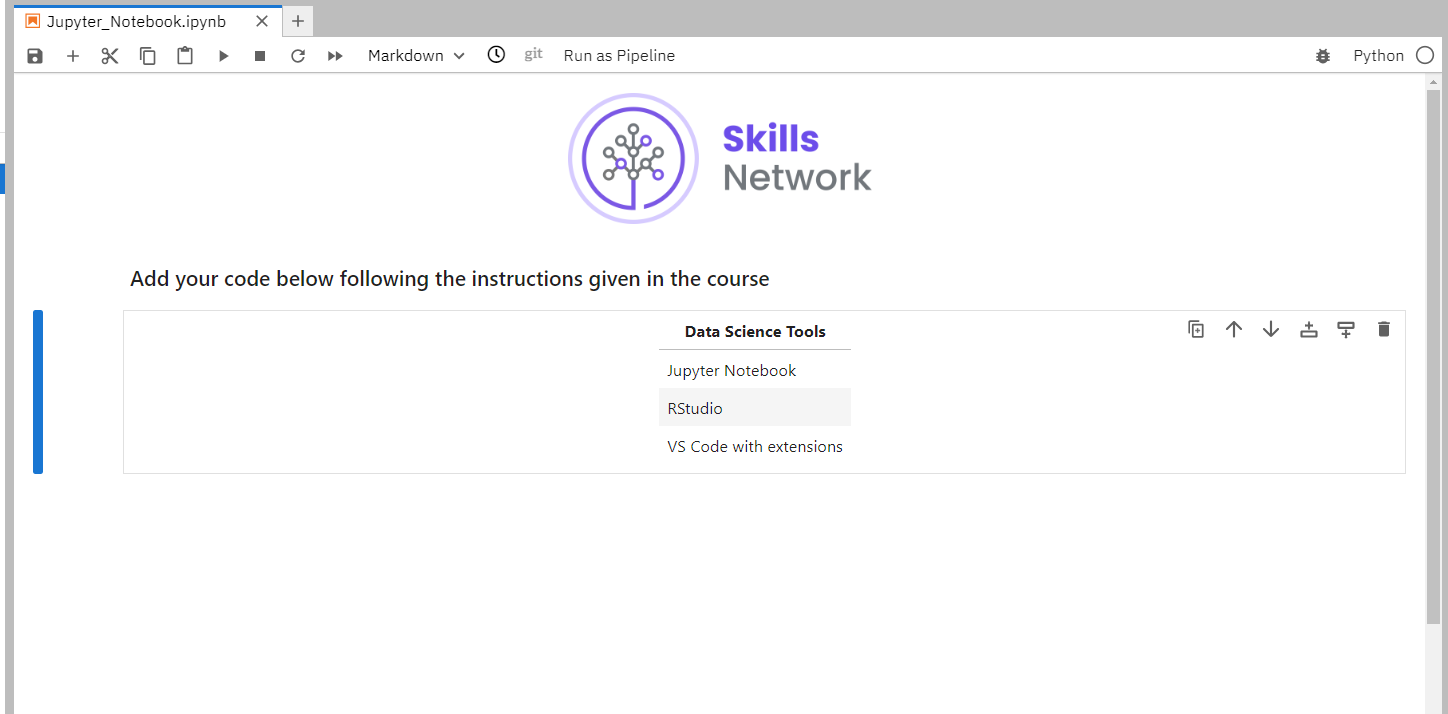 Jupyter_Notebook.ipynb
Markdown git Run as Pipeline Python
Skills
Network
Add your code below following the instructions given in the course
Data Science Tools
Jupyter Notebook
RStudio
VS Code with extensions